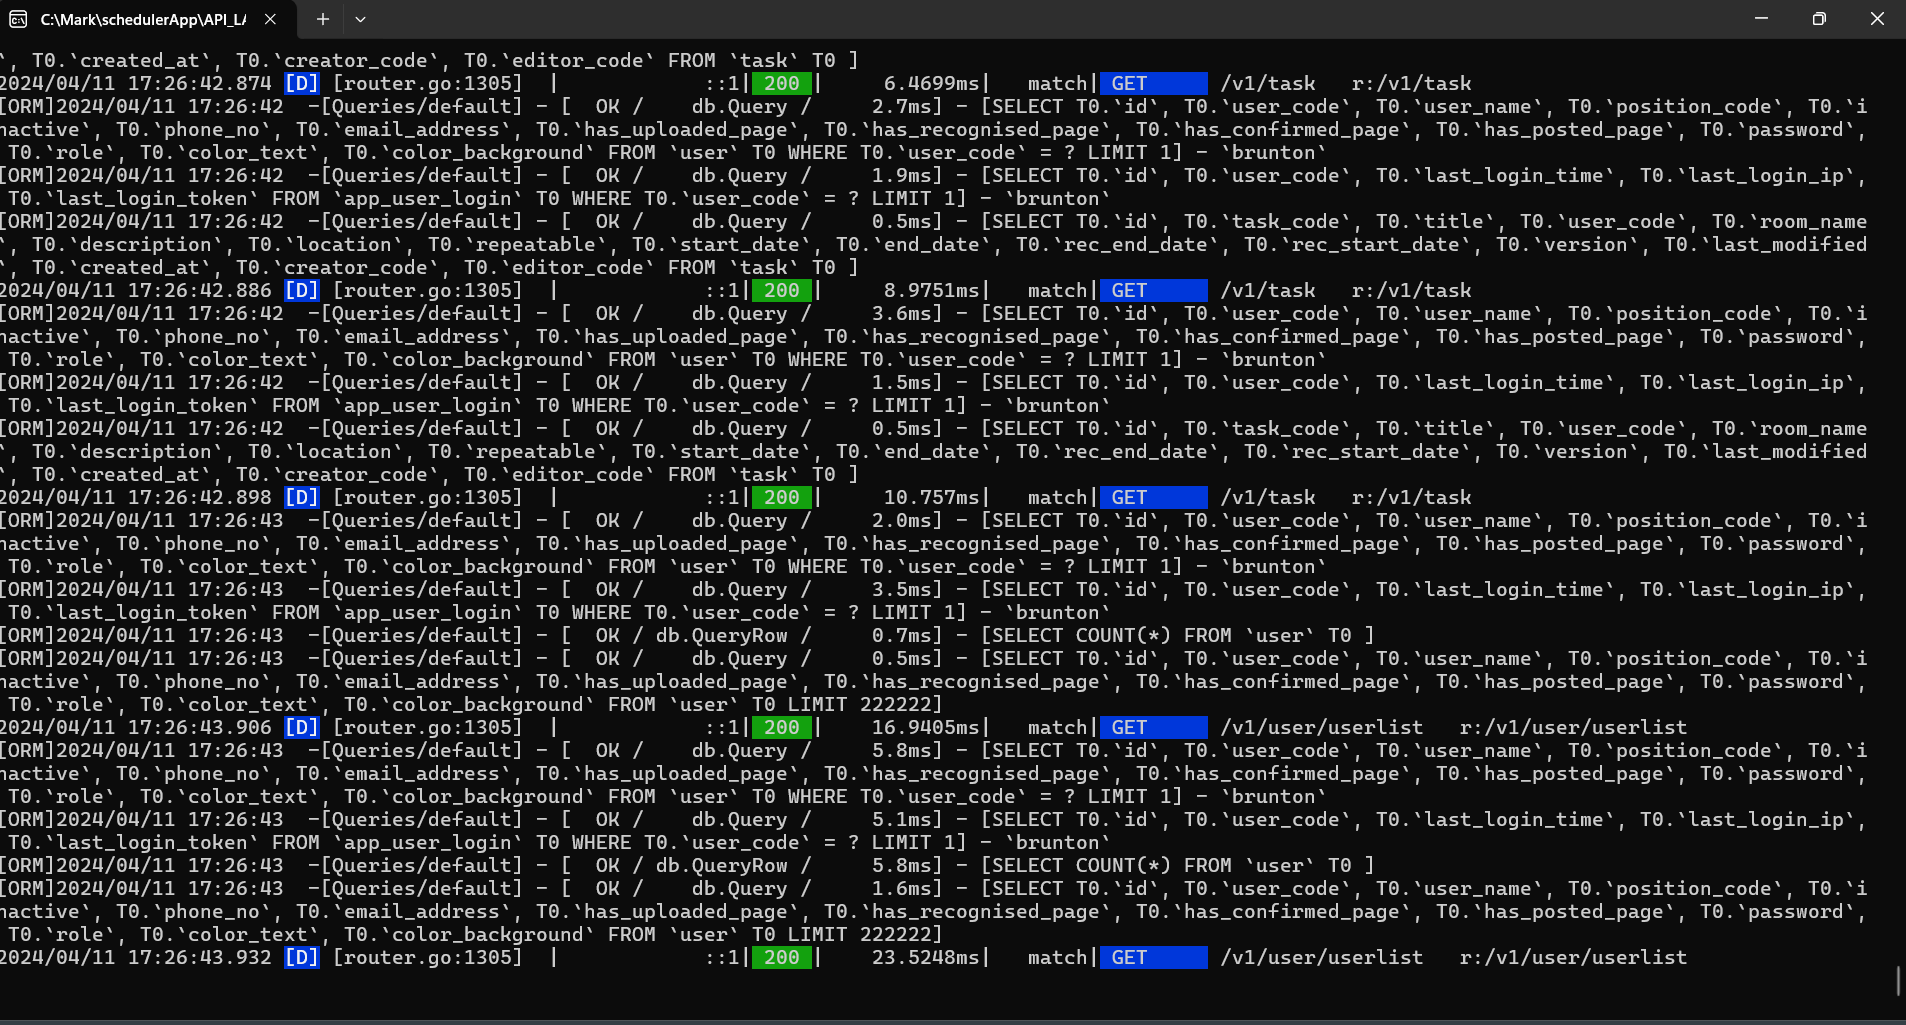 C:\Mark\schedulerApp\API_LA
`, T0.`created_at`, T0.`creator_code`, T0.`editor_code` FROM `task` T0 ]
2024/04/11 17:26:42.874 [D] [router.go:1305]  |            ::1| 200 |     6.4699ms|   match| GET      /v1/task   r:/v1/task
[ORM]2024/04/11 17:26:42  -[Queries/default] - [  OK /    db.Query /     2.7ms] - [SELECT T0.`id`, T0.`user_code`, T0.`user_name`, T0.`position_code`, T0.`i
nactive`, T0.`phone_no`, T0.`email_address`, T0.`has_uploaded_page`, T0.`has_recognised_page`, T0.`has_confirmed_page`, T0.`has_posted_page`, T0.`password`,
 T0.`role`, T0.`color_text`, T0.`color_background` FROM `user` T0 WHERE T0.`user_code` = ? LIMIT 1] - `brunton`
[ORM]2024/04/11 17:26:42  -[Queries/default] - [  OK /    db.Query /     1.9ms] - [SELECT T0.`id`, T0.`user_code`, T0.`last_login_time`, T0.`last_login_ip`,
 T0.`last_login_token` FROM `app_user_login` T0 WHERE T0.`user_code` = ? LIMIT 1] - `brunton`
[ORM]2024/04/11 17:26:42  -[Queries/default] - [  OK /    db.Query /     0.5ms] - [SELECT T0.`id`, T0.`task_code`, T0.`title`, T0.`user_code`, T0.`room_name
`, T0.`description`, T0.`location`, T0.`repeatable`, T0.`start_date`, T0.`end_date`, T0.`rec_end_date`, T0.`rec_start_date`, T0.`version`, T0.`last_modified
`, T0.`created_at`, T0.`creator_code`, T0.`editor_code` FROM `task` T0 ]
2024/04/11 17:26:42.886 [D] [router.go:1305]  |            ::1| 200 |     8.9751ms|   match| GET      /v1/task   r:/v1/task
[ORM]2024/04/11 17:26:42  -[Queries/default] - [  OK /    db.Query /     3.6ms] - [SELECT T0.`id`, T0.`user_code`, T0.`user_name`, T0.`position_code`, T0.`i
nactive`, T0.`phone_no`, T0.`email_address`, T0.`has_uploaded_page`, T0.`has_recognised_page`, T0.`has_confirmed_page`, T0.`has_posted_page`, T0.`password`,
 T0.`role`, T0.`color_text`, T0.`color_background` FROM `user` T0 WHERE T0.`user_code` = ? LIMIT 1] - `brunton`
[ORM]2024/04/11 17:26:42  -[Queries/default] - [  OK /    db.Query /     1.5ms] - [SELECT T0.`id`, T0.`user_code`, T0.`last_login_time`, T0.`last_login_ip`,
 T0.`last_login_token` FROM `app_user_login` T0 WHERE T0.`user_code` = ? LIMIT 1] - `brunton`
[ORM]2024/04/11 17:26:42  -[Queries/default] - [  OK /    db.Query /     0.5ms] - [SELECT T0.`id`, T0.`task_code`, T0.`title`, T0.`user_code`, T0.`room_name
`, T0.`description`, T0.`location`, T0.`repeatable`, T0.`start_date`, T0.`end_date`, T0.`rec_end_date`, T0.`rec_start_date`, T0.`version`, T0.`last_modified
`, T0.`created_at`, T0.`creator_code`, T0.`editor_code` FROM `task` T0 ]
2024/04/11 17:26:42.898 [D] [router.go:1305]  |            ::1| 200 |     10.757ms|   match| GET      /v1/task   r:/v1/task
[ORM]2024/04/11 17:26:43  -[Queries/default] - [  OK /    db.Query /     2.0ms] - [SELECT T0.`id`, T0.`user_code`, T0.`user_name`, T0.`position_code`, T0.`i
nactive`, T0.`phone_no`, T0.`email_address`, T0.`has_uploaded_page`, T0.`has_recognised_page`, T0.`has_confirmed_page`, T0.`has_posted_page`, T0.`password`,
 T0.`role`, T0.`color_text`, T0.`color_background` FROM `user` T0 WHERE T0.`user_code` = ? LIMIT 1] - `brunton`
[ORM]2024/04/11 17:26:43  -[Queries/default] - [  OK /    db.Query /     3.5ms] - [SELECT T0.`id`, T0.`user_code`, T0.`last_login_time`, T0.`last_login_ip`,
 T0.`last_login_token` FROM `app_user_login` T0 WHERE T0.`user_code` = ? LIMIT 1] - `brunton`
[ORM]2024/04/11 17:26:43  -[Queries/default] - [  OK / db.QueryRow /     0.7ms] - [SELECT COUNT(*) FROM `user` T0 ]
[ORM]2024/04/11 17:26:43  -[Queries/default] - [  OK /    db.Query /     0.5ms] - [SELECT T0.`id`, T0.`user_code`, T0.`user_name`, T0.`position_code`, T0.`i
nactive`, T0.`phone_no`, T0.`email_address`, T0.`has_uploaded_page`, T0.`has_recognised_page`, T0.`has_confirmed_page`, T0.`has_posted_page`, T0.`password`,
 T0.`role`, T0.`color_text`, T0.`color_background` FROM `user` T0 LIMIT 222222]
2024/04/11 17:26:43.906 [D] [router.go:1305]  |            ::1| 200 |    16.9405ms|   match| GET      /v1/user/userlist   r:/v1/user/userlist
[ORM]2024/04/11 17:26:43  -[Queries/default] - [  OK /    db.Query /     5.8ms] - [SELECT T0.`id`, T0.`user_code`, T0.`user_name`, T0.`position_code`, T0.`i
nactive`, T0.`phone_no`, T0.`email_address`, T0.`has_uploaded_page`, T0.`has_recognised_page`, T0.`has_confirmed_page`, T0.`has_posted_page`, T0.`password`,
 T0.`role`, T0.`color_text`, T0.`color_background` FROM `user` T0 WHERE T0.`user_code` = ? LIMIT 1] - `brunton`
[ORM]2024/04/11 17:26:43  -[Queries/default] - [  OK /    db.Query /     5.1ms] - [SELECT T0.`id`, T0.`user_code`, T0.`last_login_time`, T0.`last_login_ip`,
 T0.`last_login_token` FROM `app_user_login` T0 WHERE T0.`user_code` = ? LIMIT 1] - `brunton`
[ORM]2024/04/11 17:26:43  -[Queries/default] - [  OK / db.QueryRow /     5.8ms] - [SELECT COUNT(*) FROM `user` T0 ]
[ORM]2024/04/11 17:26:43  -[Queries/default] - [  OK /    db.Query /     1.6ms] - [SELECT T0.`id`, T0.`user_code`, T0.`user_name`, T0.`position_code`, T0.`i
nactive`, T0.`phone_no`, T0.`email_address`, T0.`has_uploaded_page`, T0.`has_recognised_page`, T0.`has_confirmed_page`, T0.`has_posted_page`, T0.`password`,
 T0.`role`, T0.`color_text`, T0.`color_background` FROM `user` T0 LIMIT 222222]
2024/04/11 17:26:43.932 [D] [router.go:1305]  |            ::1| 200 |    23.5248ms|   match| GET      /v1/user/userlist   r:/v1/user/userlist